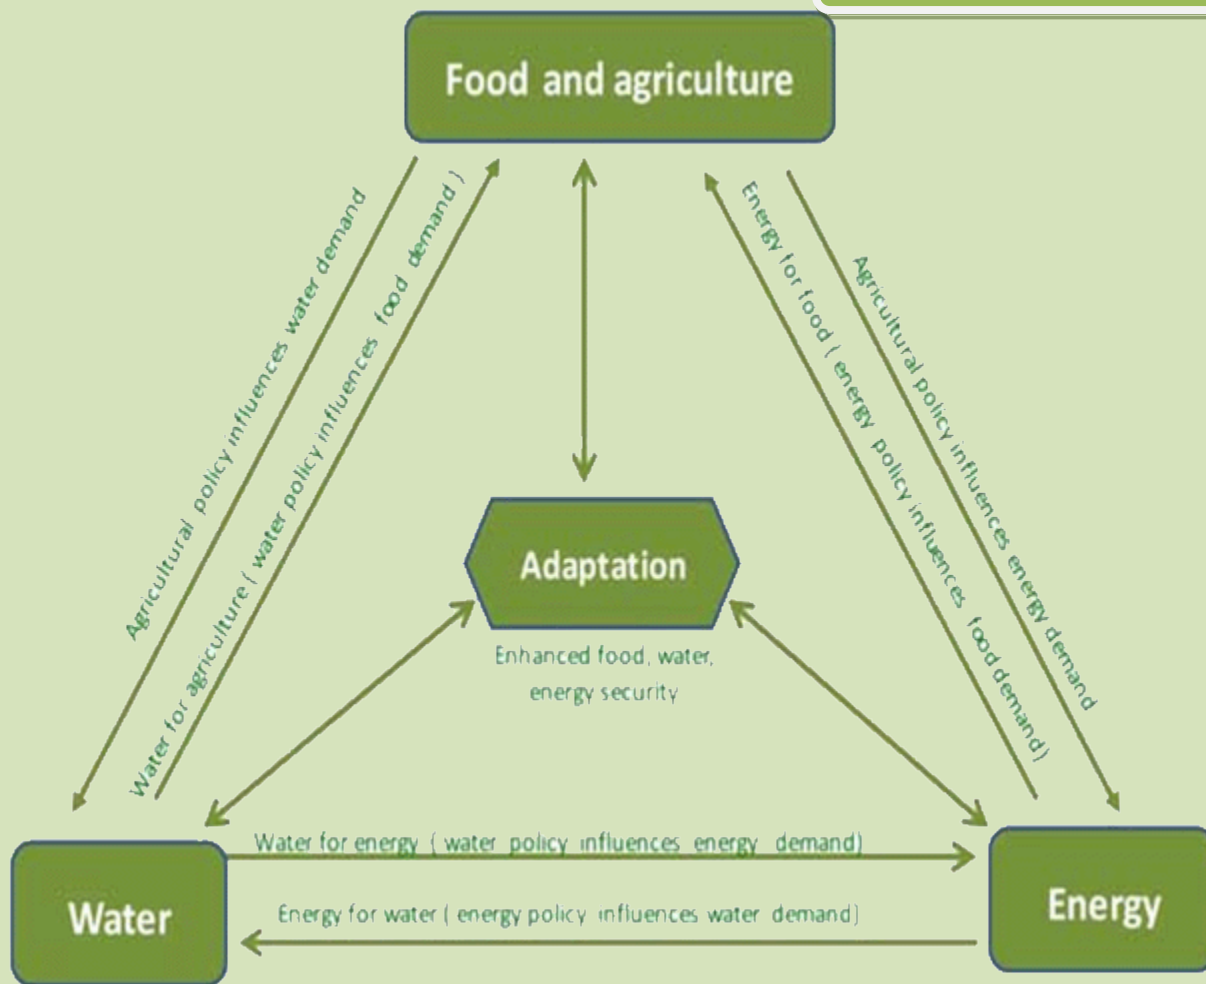 Food and agriculture
Agricultural policy influences water demand
Water for agriculture ( water policy influences food demand )
Energy for food ( energy policy influences food demand)
Agricultural policy influences energy demand
Adaptation
Enhanced food, water,
energy security
Water for energy ( water policy influences energy demand)
Energy for water ( energy policy influences water demand)
Water
Energy